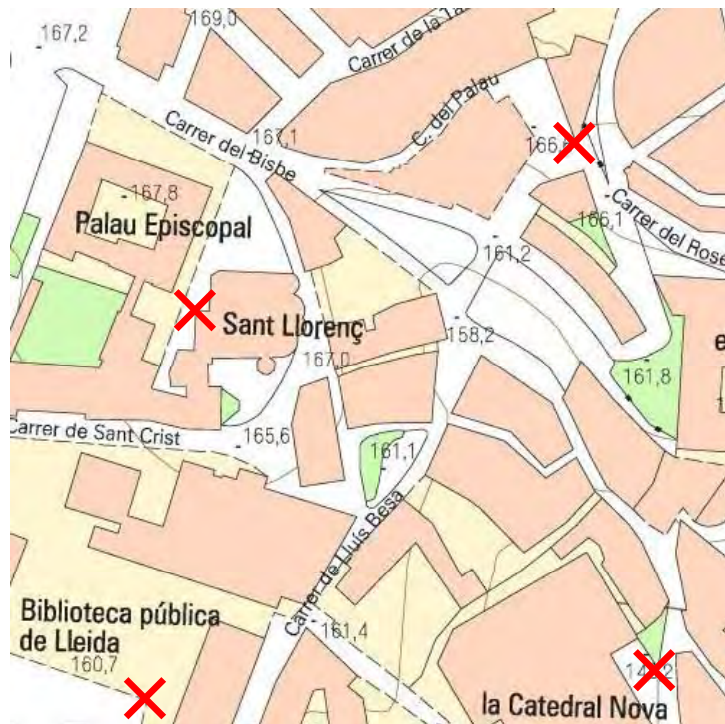 169,0
167,2
Carrer de la
C. del Palau
Carrer del Bisbe
167,1
167,8
166,1
Palau Episcopal
Carrer del
161,2
Sant Llorenç
158,2
167,0
161,8
Carrer de Sant Crist
165,6
161,1
Carrer de Lluís Besa
Biblioteca pública
de Lleida
161,4
160,7
la Catedral Nova